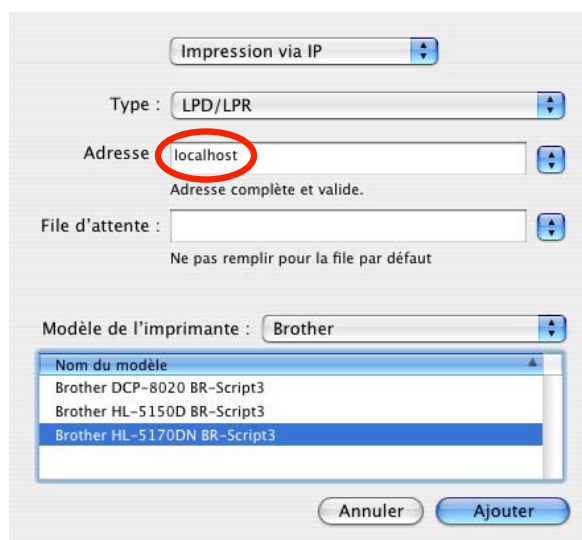 Impression via IP
Type : LPD/LPR
Adresse localhost
Adresse complète et valide.
File d'attente :
Ne pas remplir pour la file par défaut
Modèle de l'imprimante : Brother
Nom du modèle
Brother DCP-8020 BR-Script3
Brother HL-5150D BR-Script3
Brother HL-5170DN BR-Script3
Annuler Ajouter